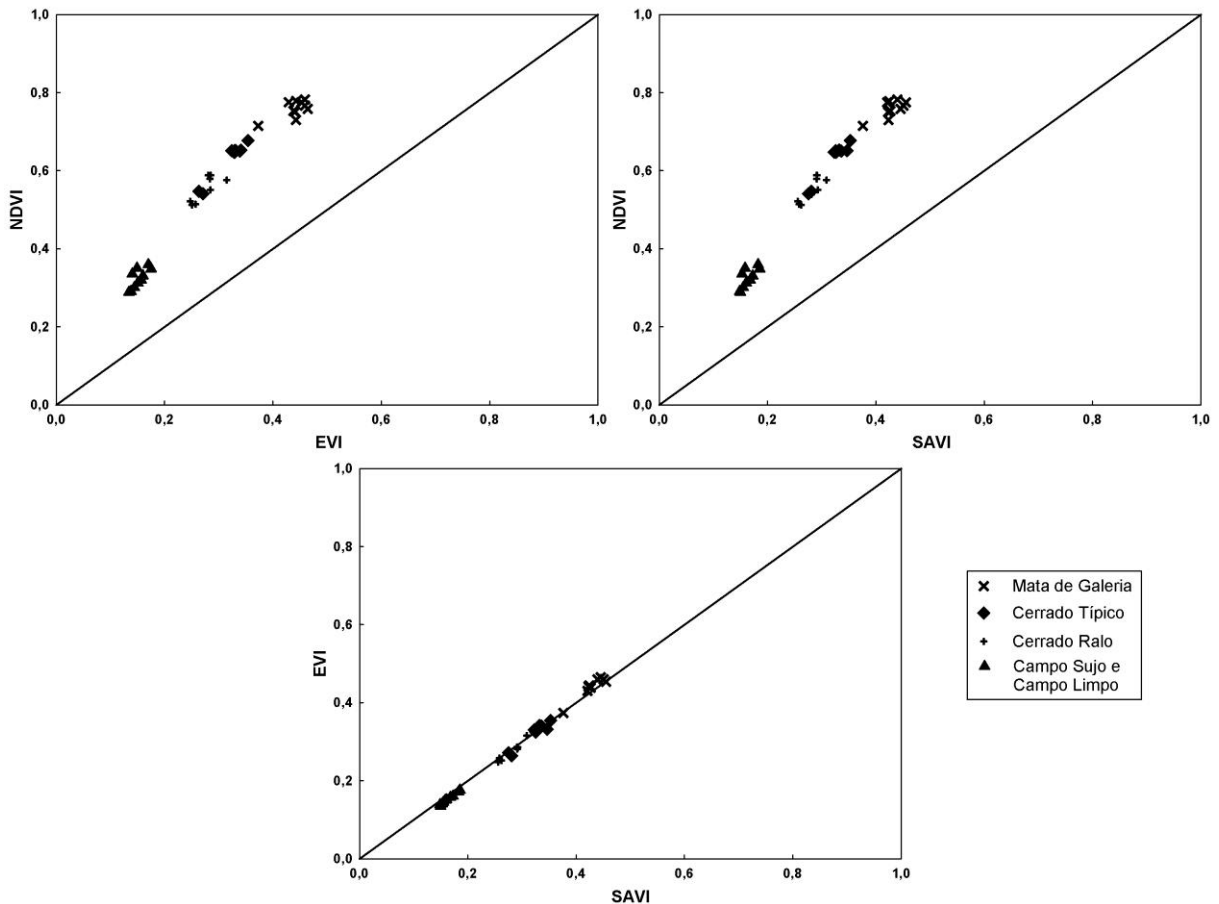 1,0
0,8
0,6
0,4
0,2
0,0
NDVI
0,0 0,2 0,4 0,6 0,8 1,0
EVI
1,0
0,8
0,6
0,4
0,2
0,0
NDVI
0,0 0,2 0,4 0,6 0,8 1,0
SAVI
1,0
0,8
0,6
0,4
0,2
0,0
EVI
0,0 0,2 0,4 0,6 0,8 1,0
SAVI
Mata de Galeria
Cerrado Típico
Cerrado Ralo
Campo Sujo e
Campo Limpo